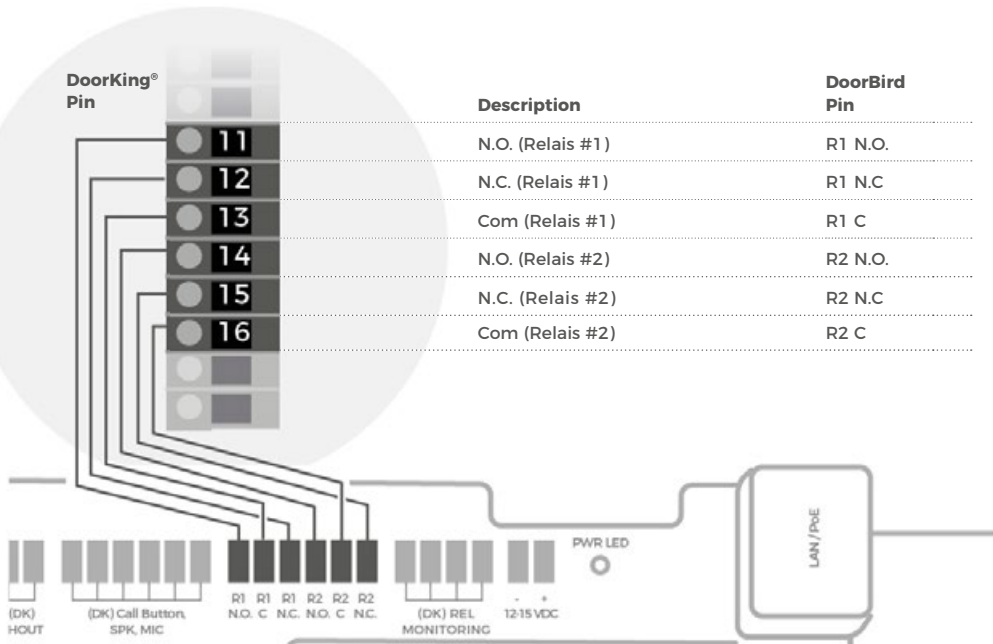 DoorKing®
Pin
Description
DoorBird
Pin
11 N.O. (Relais #1) R1 N.O.
12 N.C. (Relais #1) R1 N.C
13 Com (Relais #1) R1 C
14 N.O. (Relais #2) R2 N.O.
15 N.C. (Relais #2) R2 N.C
16 Com (Relais #2) R2 C
(DK)
HOUT
(DK) Call Button,
SPK, MIC
R1 R1 R1 R2 R2 R2
N.O. C N.C. N.O. C N.C.
(DK) REL
MONITORING
- +
12-15 VDC
PWR LED
LAN / PoE